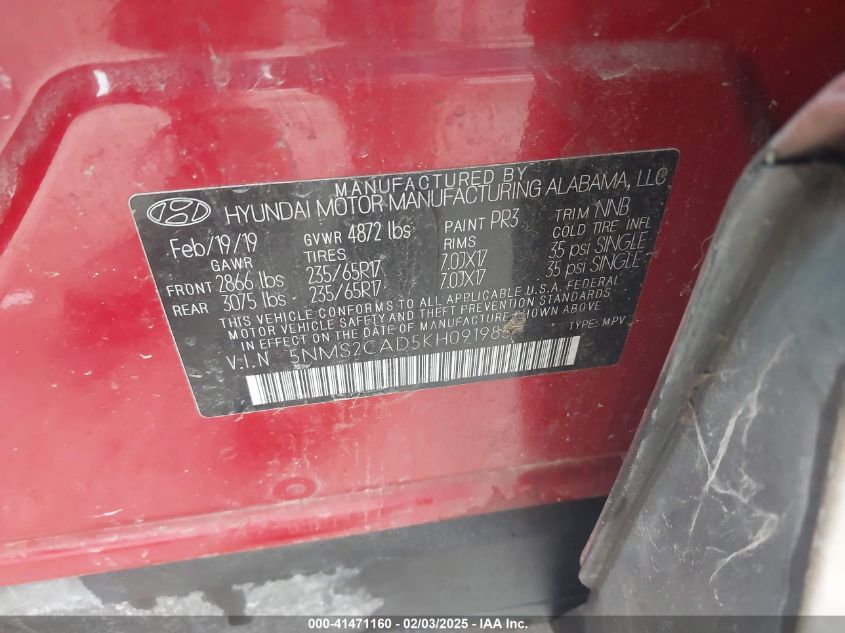 MANUFACTURED BY
HYUNDAI MOTOR MANUFACTURING ALABAMA, LLC
Feb/19/19 GVWR 4872 lbs PAINT PR3 TRIM NNB
GAWR TIRES RIMS COLD TIRE INFL
FRONT 2866 lbs 235/65R17 7.0JX17 35 psi SINGLE
REAR 3075 lbs 235/65R17 7.0JX17 35 psi SINGLE
THIS VEHICLE CONFORMS TO ALL APPLICABLE U.S.A. FEDERAL
MOTOR VEHICLE SAFETY AND THEFT PREVENTION STANDARDS
IN EFFECT ON THE DATE OF MANUFACTURE SHOWN ABOVE
V.I.N 5NMS2CAD5KH09198 TYPE: MPV
000-41471160 - 02/03/2025 - © IAA Inc.